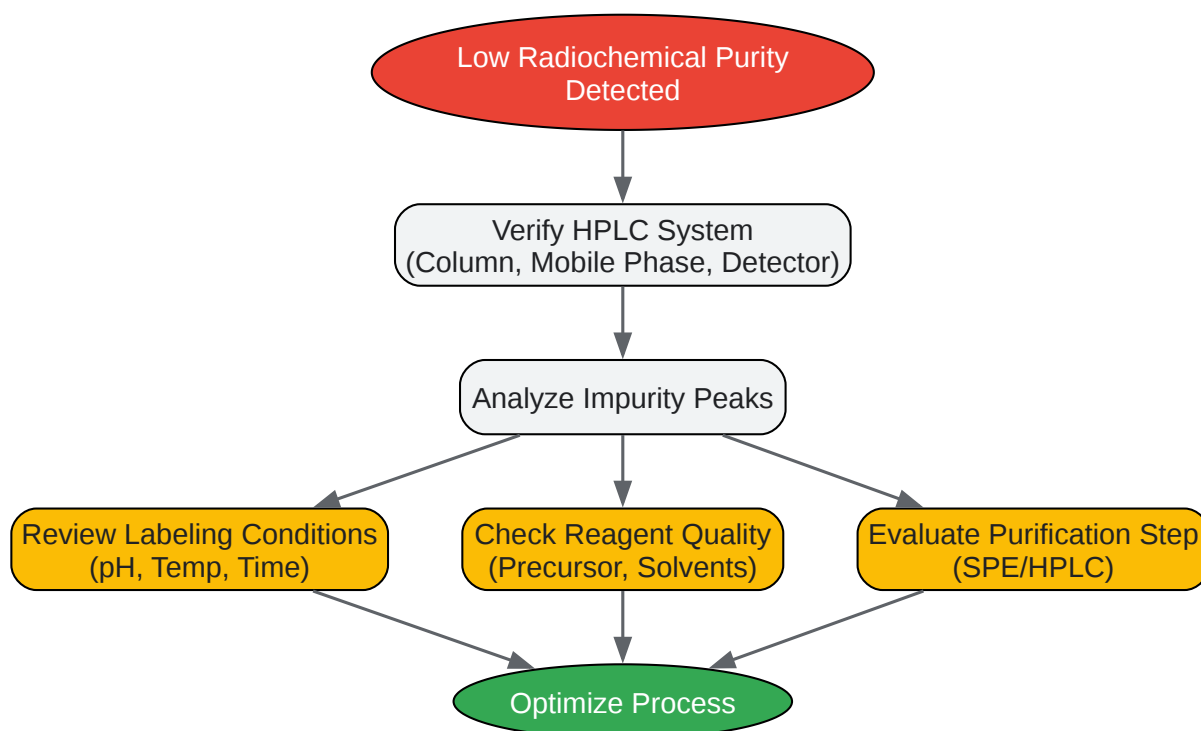 Low Radiochemical Purity
Detected
Verify HPLC System
(Column, Mobile Phase, Detector)
Analyze Impurity Peaks
Review Labeling Conditions
(pH, Temp, Time)
Check Reagent Quality
(Precursor, Solvents)
Evaluate Purification Step
(SPE/HPLC)
Optimize Process